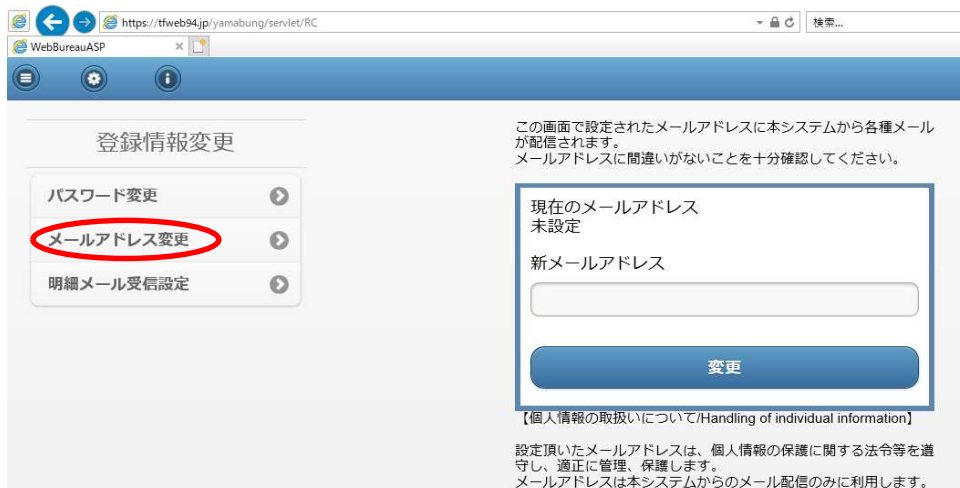 https://tfweb94.jp/yamabung/servlet/RC
検索...
WebBureauASP
登録情報変更
パスワード変更
メールアドレス変更
明細メール受信設定
この画面で設定されたメールアドレスに本システムから各種メール
が配信されます。
メールアドレスに間違いがないことを十分確認してください。
現在のメールアドレス
未設定
新メールアドレス
変更
【個人情報の取扱いについて/Handling of individual information】
設定頂いたメールアドレスは、個人情報の保護に関する法令等を遵
守し、適正に管理、保護します。
メールアドレスは本システムからのメール配信のみに利用します。